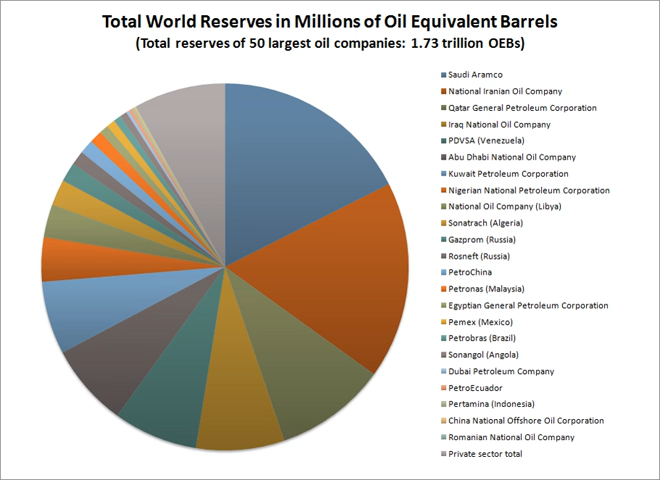 Total World Reserves in Millions of Oil Equivalent Barrels
(Total reserves of 50 largest oil companies: 1.73 trillion OEBs)
Saudi Aramco
National Iranian Oil Company
Qatar General Petroleum Corporation
Iraq National Oil Company
PDVSA (Venezuela)
Abu Dhabi National Oil Company
Kuwait Petroleum Corporation
Nigerian National Petroleum Corporation
National Oil Company (Libya)
Sonatrach (Algeria)
Gazprom (Russia)
Rosneft (Russia)
PetroChina
Petronas (Malaysia)
Egyptian General Petroleum Corporation
Pemex (Mexico)
Petrobras (Brazil)
Sonangol (Angola)
Dubai Petroleum Company
PetroEcuador
Pertamina (Indonesia)
China National Offshore Oil Corporation
Romanian National Oil Company
Private sector total